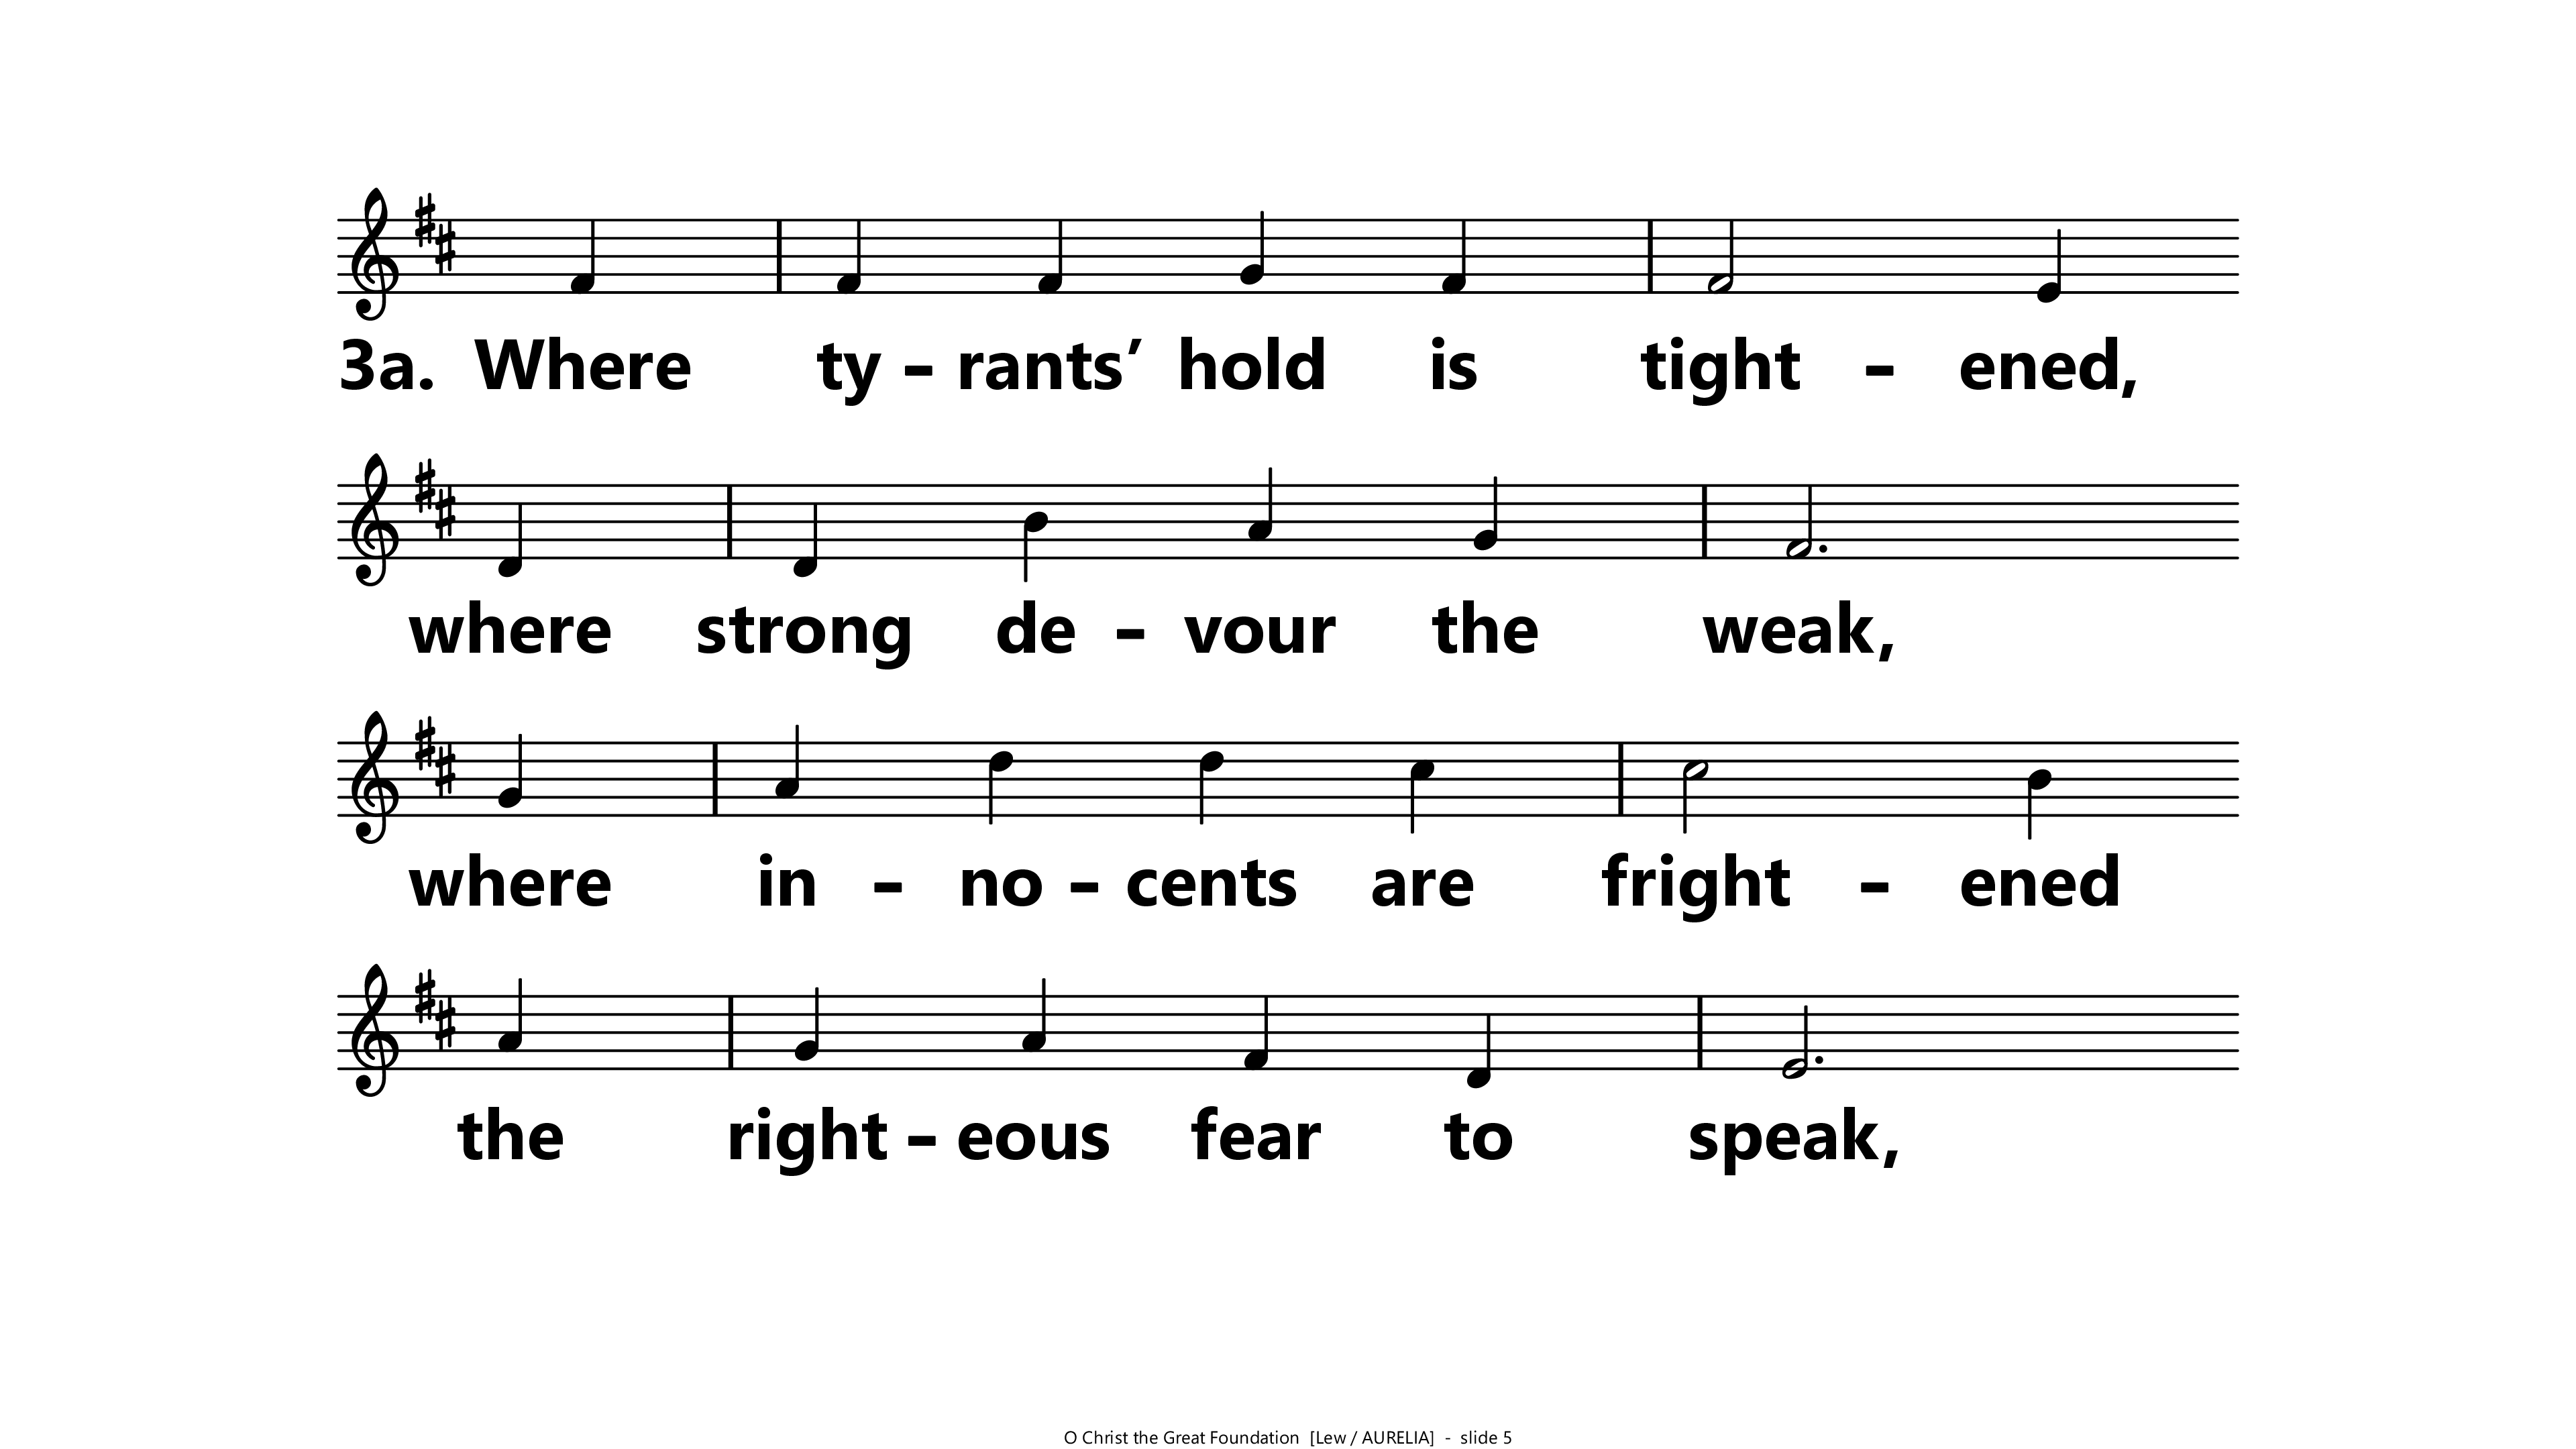 3a. Where ty - rants’ hold is tight - ened,
where strong de - vour the weak,
where in - no - cents are fright - ened
the right - eous fear to speak,
O Christ the Great Foundation [Lew / AURELIA] - slide 5